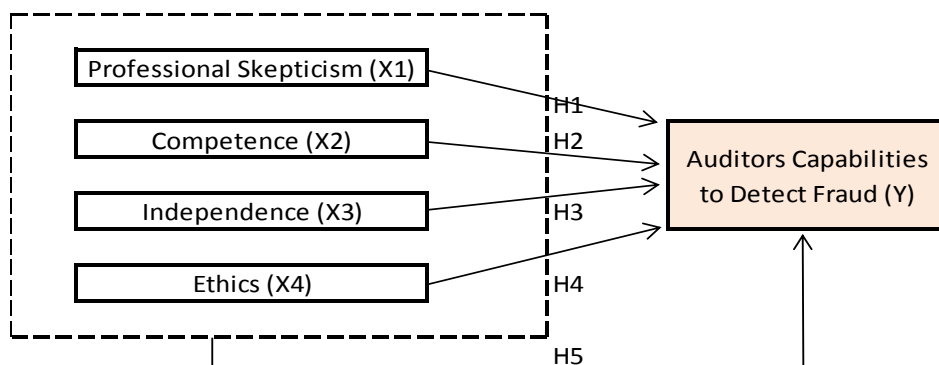 Professional Skepticism (X1)
H1
Competence (X2)
H2
Auditors Capabilities
to Detect Fraud (Y)
Independence (X3)
H3
Ethics (X4)
H4
H5